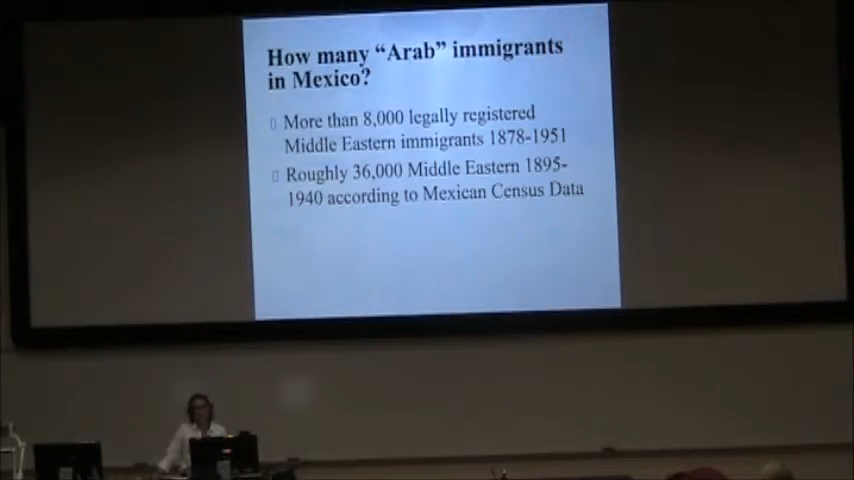 How many “Arab” immigrants
in Mexico?
More than 8,000 legally registered
Middle Eastern immigrants 1878-1951
Roughly 36,000 Middle Eastern 1895-
1940 according to Mexican Census Data